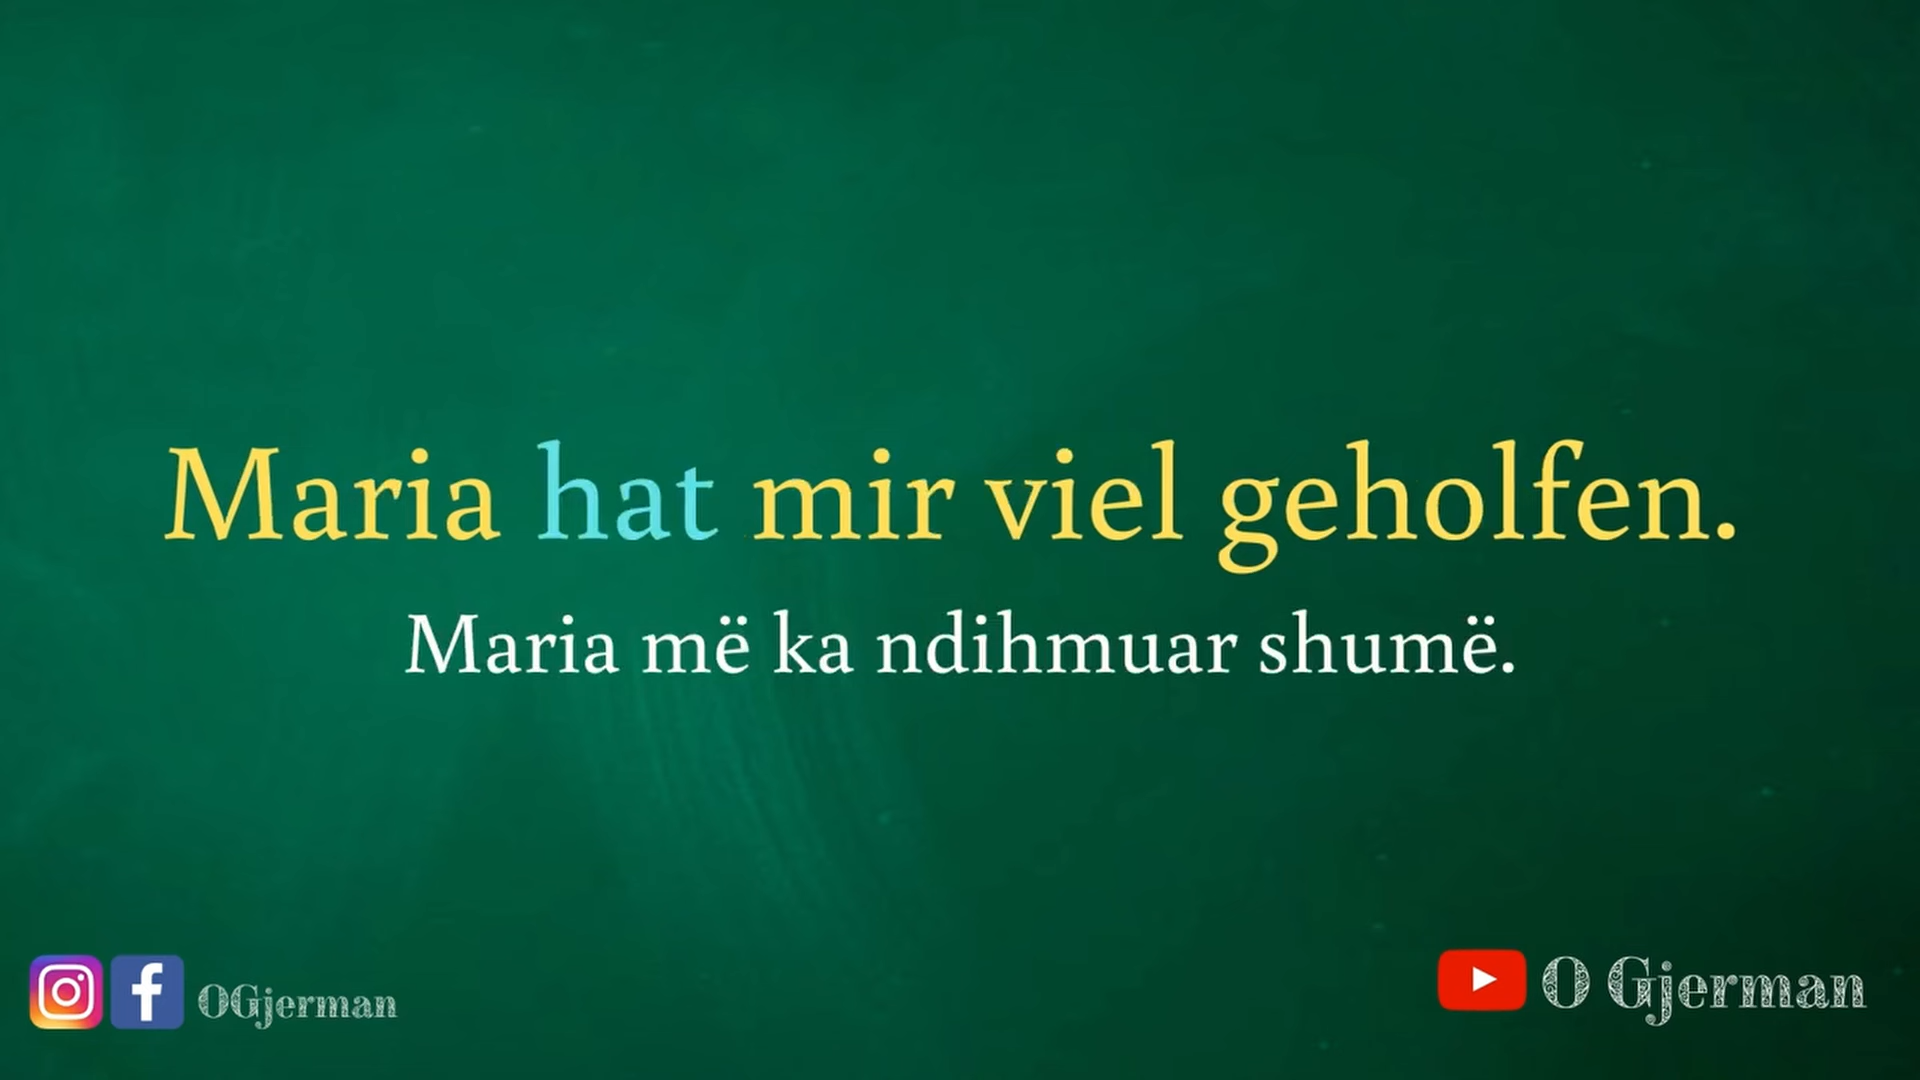 Maria hat mir viel geholfen.
Maria më ka ndihmuar shumë.
OGjerman
O Gjerman